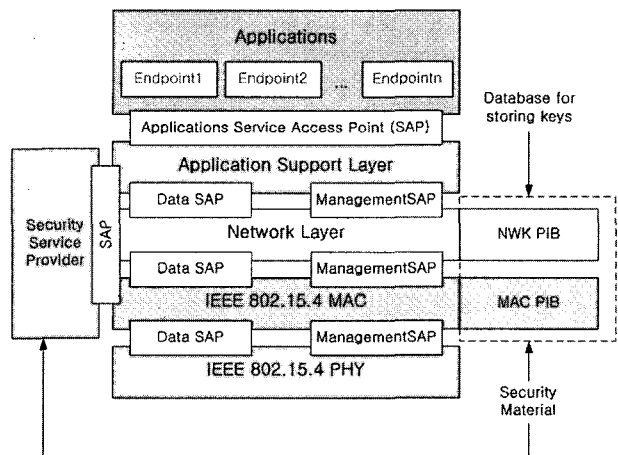 Applications
Endpoint1
Endpoint2
...
Endpointn
Applications Service Access Point (SAP)
Database for
storing keys
Application Support Layer
Security
Service
Provider
SAP
Data SAP
ManagementSAP
Network Layer
NWK PIB
Data SAP
ManagementSAP
IEEE 802.15.4 MAC
MAC PIB
Data SAP
ManagementSAP
IEEE 802.15.4 PHY
Security
Material